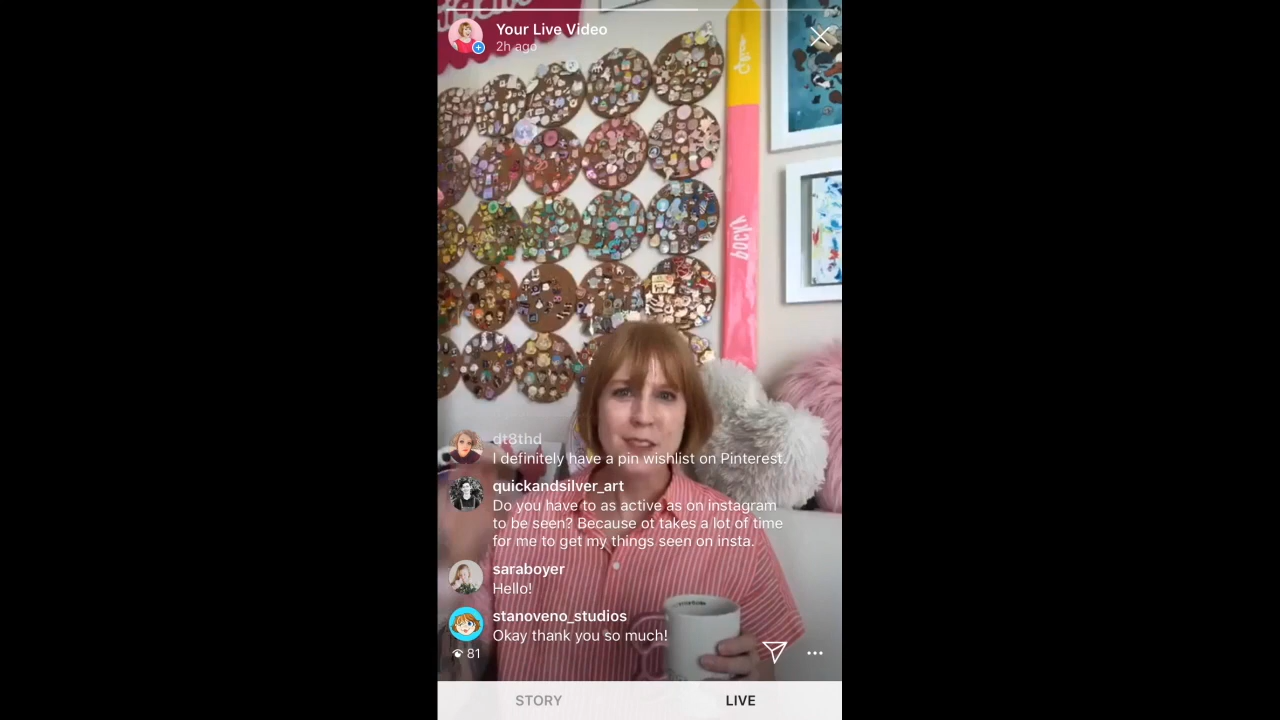 Your Live Video
2h ago
pocky
dt8thd
I definitely have a pin wishlist on Pinterest.
quickandsilver_art
Do you have to as active as on instagram
to be seen? Because ot takes a lot of time
for me to get my things seen on insta.
saraboyer
Hello!
stanoveno_studios
Okay thank you so much!
81
STORY
LIVE